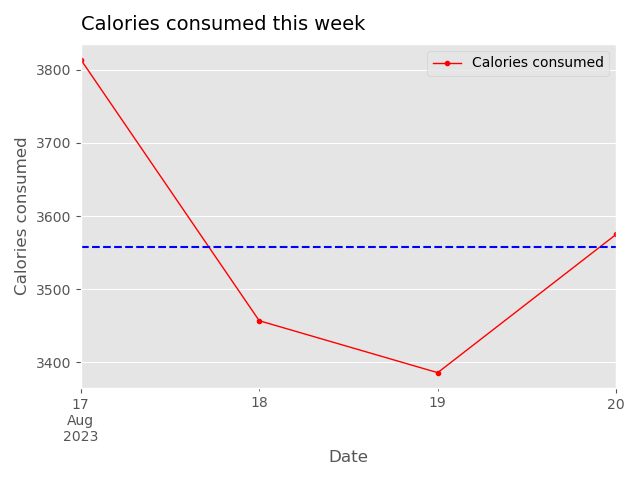 Calories consumed this week
Calories consumed
3800
3700
3600
3500
3400
Calories consumed
17
Aug
2023
18
19
20
Date